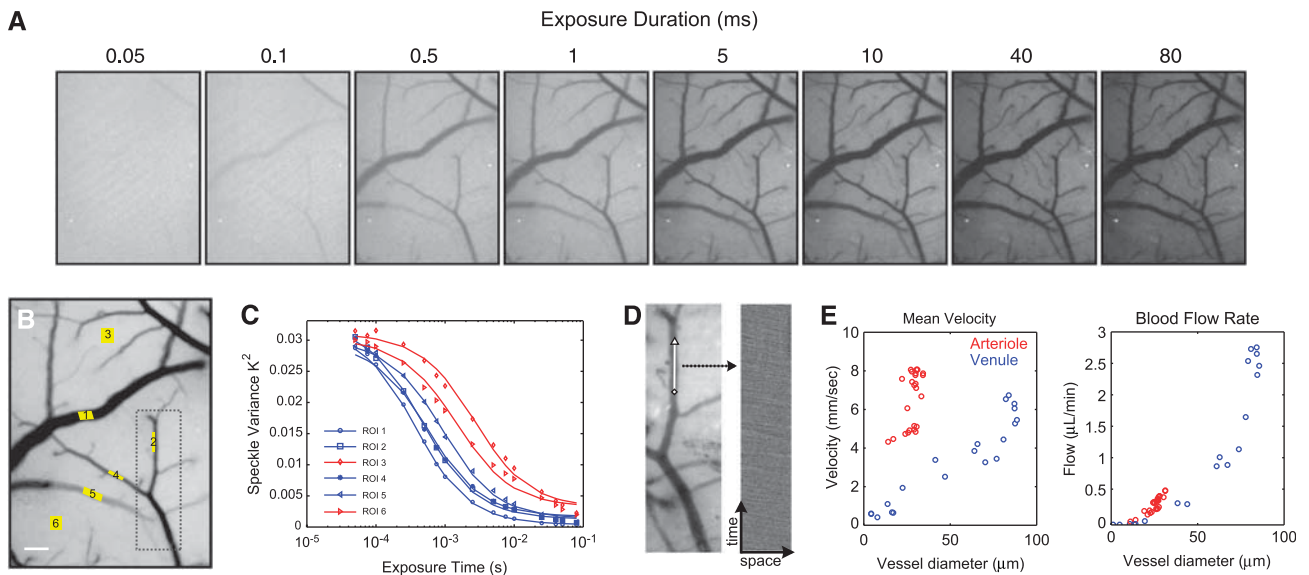 A
Exposure Duration (ms)
0.05 0.1 0.5 1 5 10 40 80
B
3
1
2
4
5
6
C
Speckle Variance K²
0.03
0.025
0.02
0.015
0.01
0.005
0
ROI 1
ROI 2
ROI 3
ROI 4
ROI 5
ROI 6
10⁻⁵ 10⁻⁴ 10⁻³ 10⁻² 10⁻¹
Exposure Time (s)
D
time
space
E
Mean Velocity
Arteriole
Venule
Velocity (mm/sec)
10
8
6
4
2
0
0 50 100
Vessel diameter (μm)
Blood Flow Rate
Flow (μL/min)
3
2.5
2
1.5
1
0.5
0
0 50 100
Vessel diameter (μm)